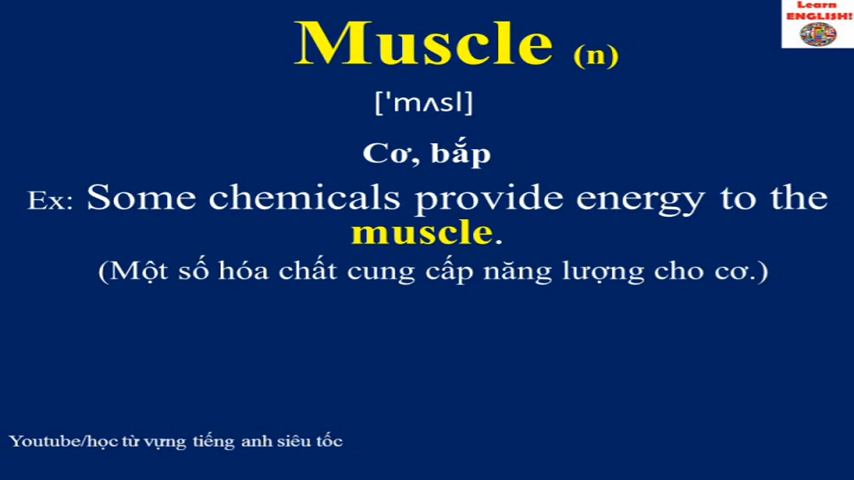 Learn
ENGLISH!
Muscle (n)
['mʌsl]
Cơ, bắp
Ex: Some chemicals provide energy to the
muscle.
(Một số hóa chất cung cấp năng lượng cho cơ.)
Youtube/học từ vựng tiếng anh siêu tốc